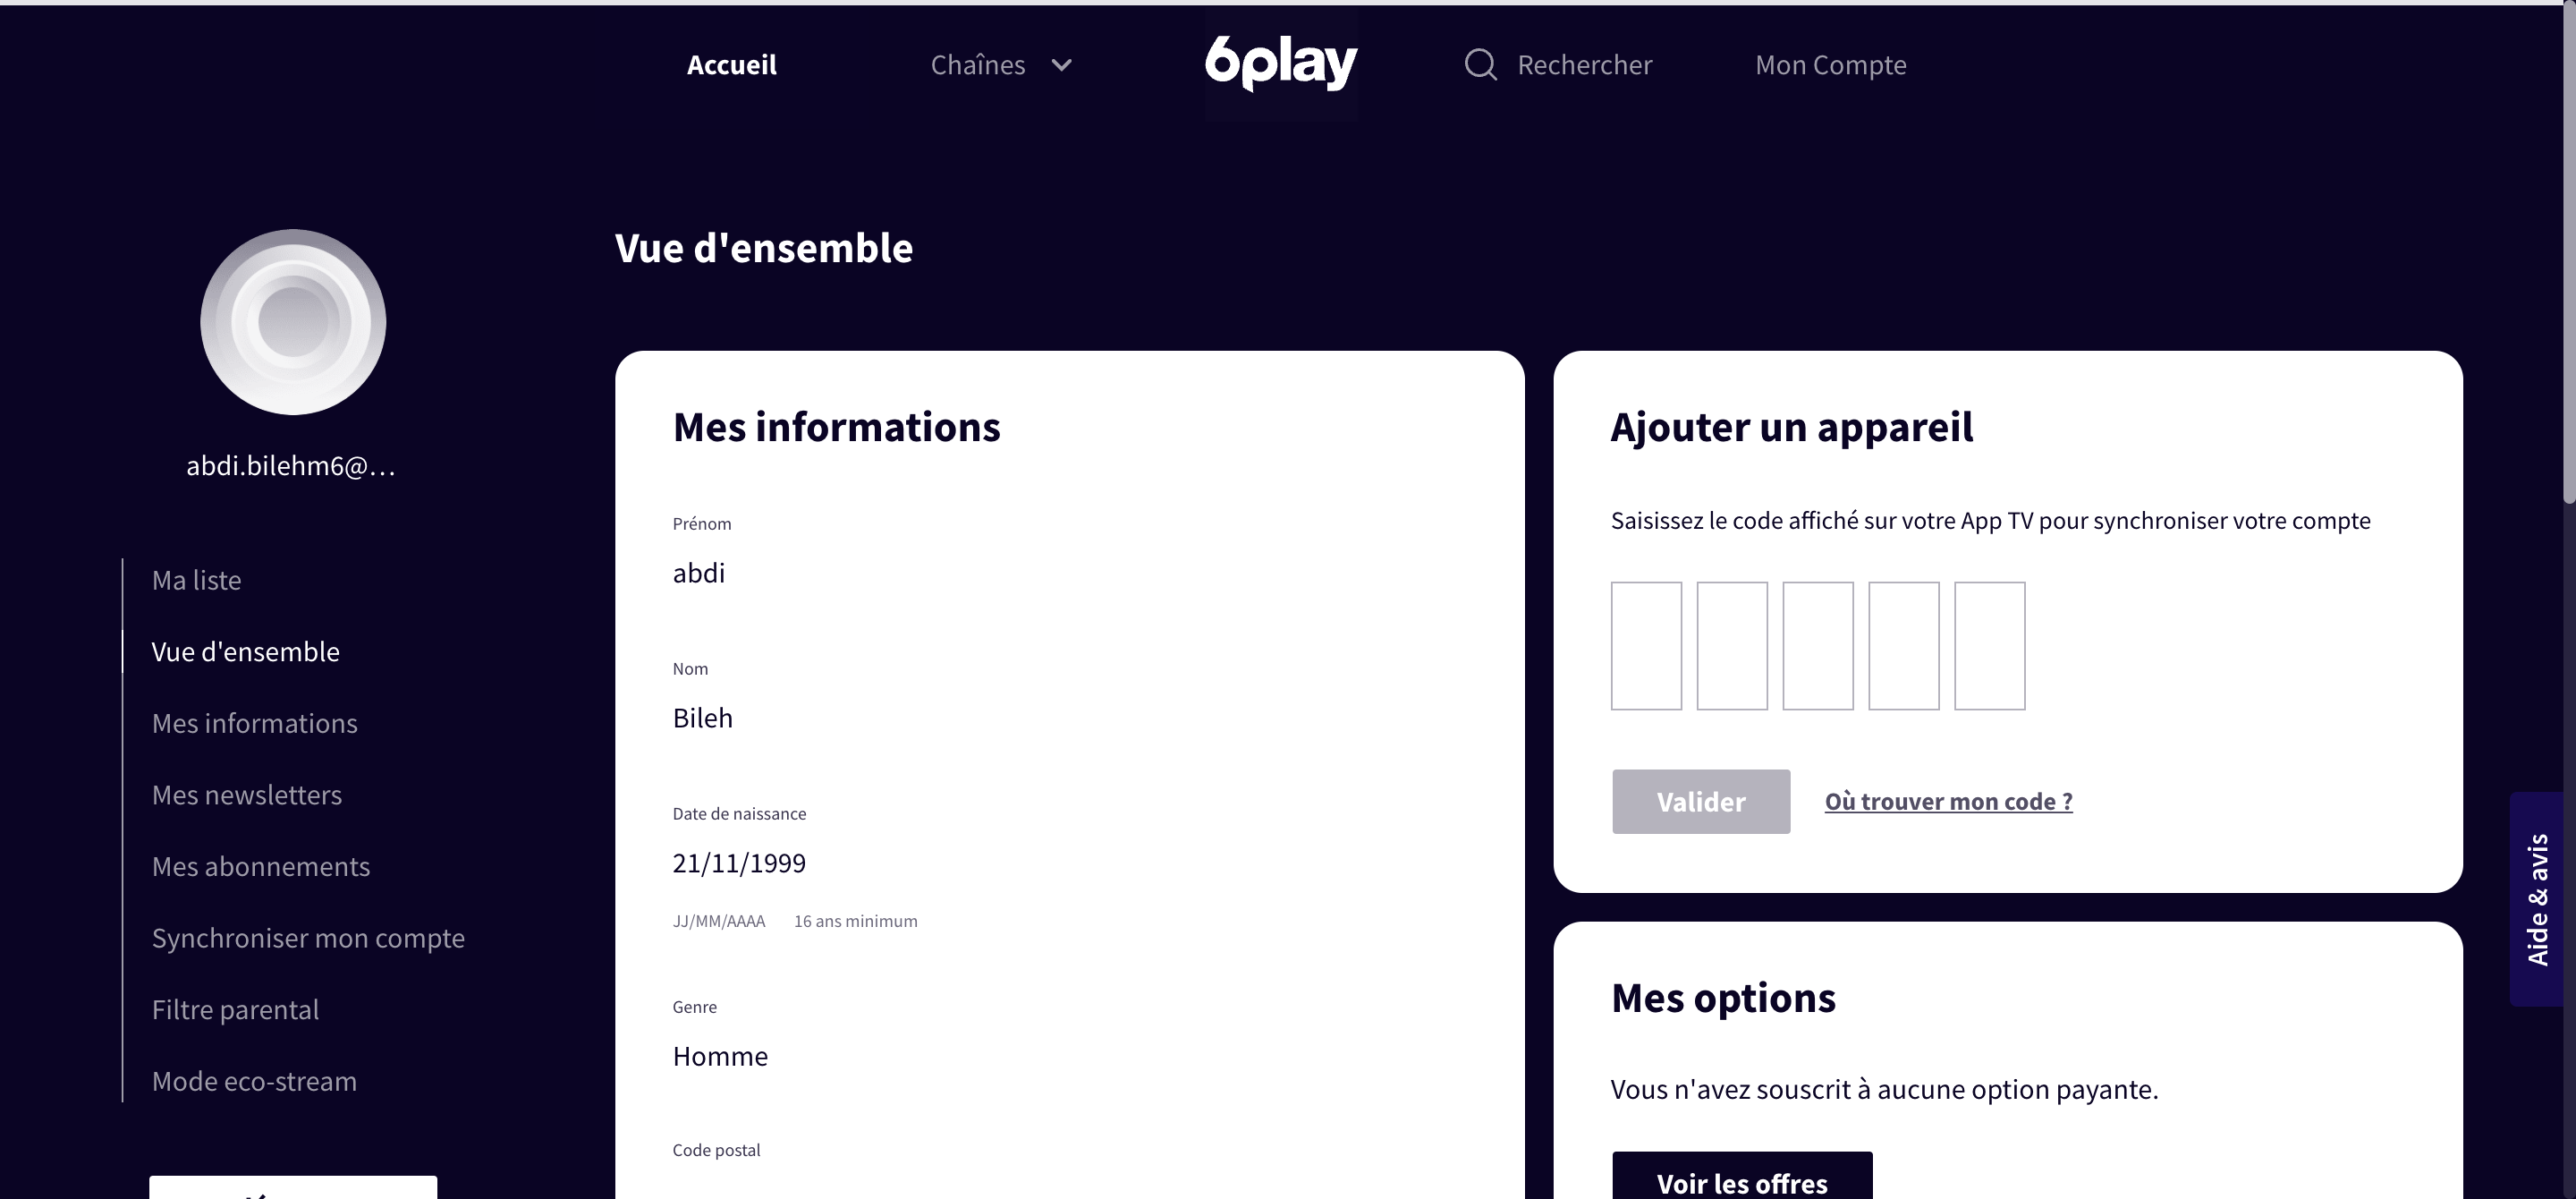 Accueil
Chaînes
6play
Rechercher
Mon Compte
abdi.bilehm6@...
Ma liste
Vue d'ensemble
Mes informations
Mes newsletters
Mes abonnements
Synchroniser mon compte
Filtre parental
Mode eco-stream
Vue d'ensemble
Mes informations
Prénom
abdi
Nom
Bileh
Date de naissance
21/11/1999
JJ/MM/AAAA 16 ans minimum
Genre
Homme
Code postal
Ajouter un appareil
Saisissez le code affiché sur votre App TV pour synchroniser votre compte
Valider
Où trouver mon code ?
Mes options
Vous n'avez souscrit à aucune option payante.
Voir les offres
Aide & avis